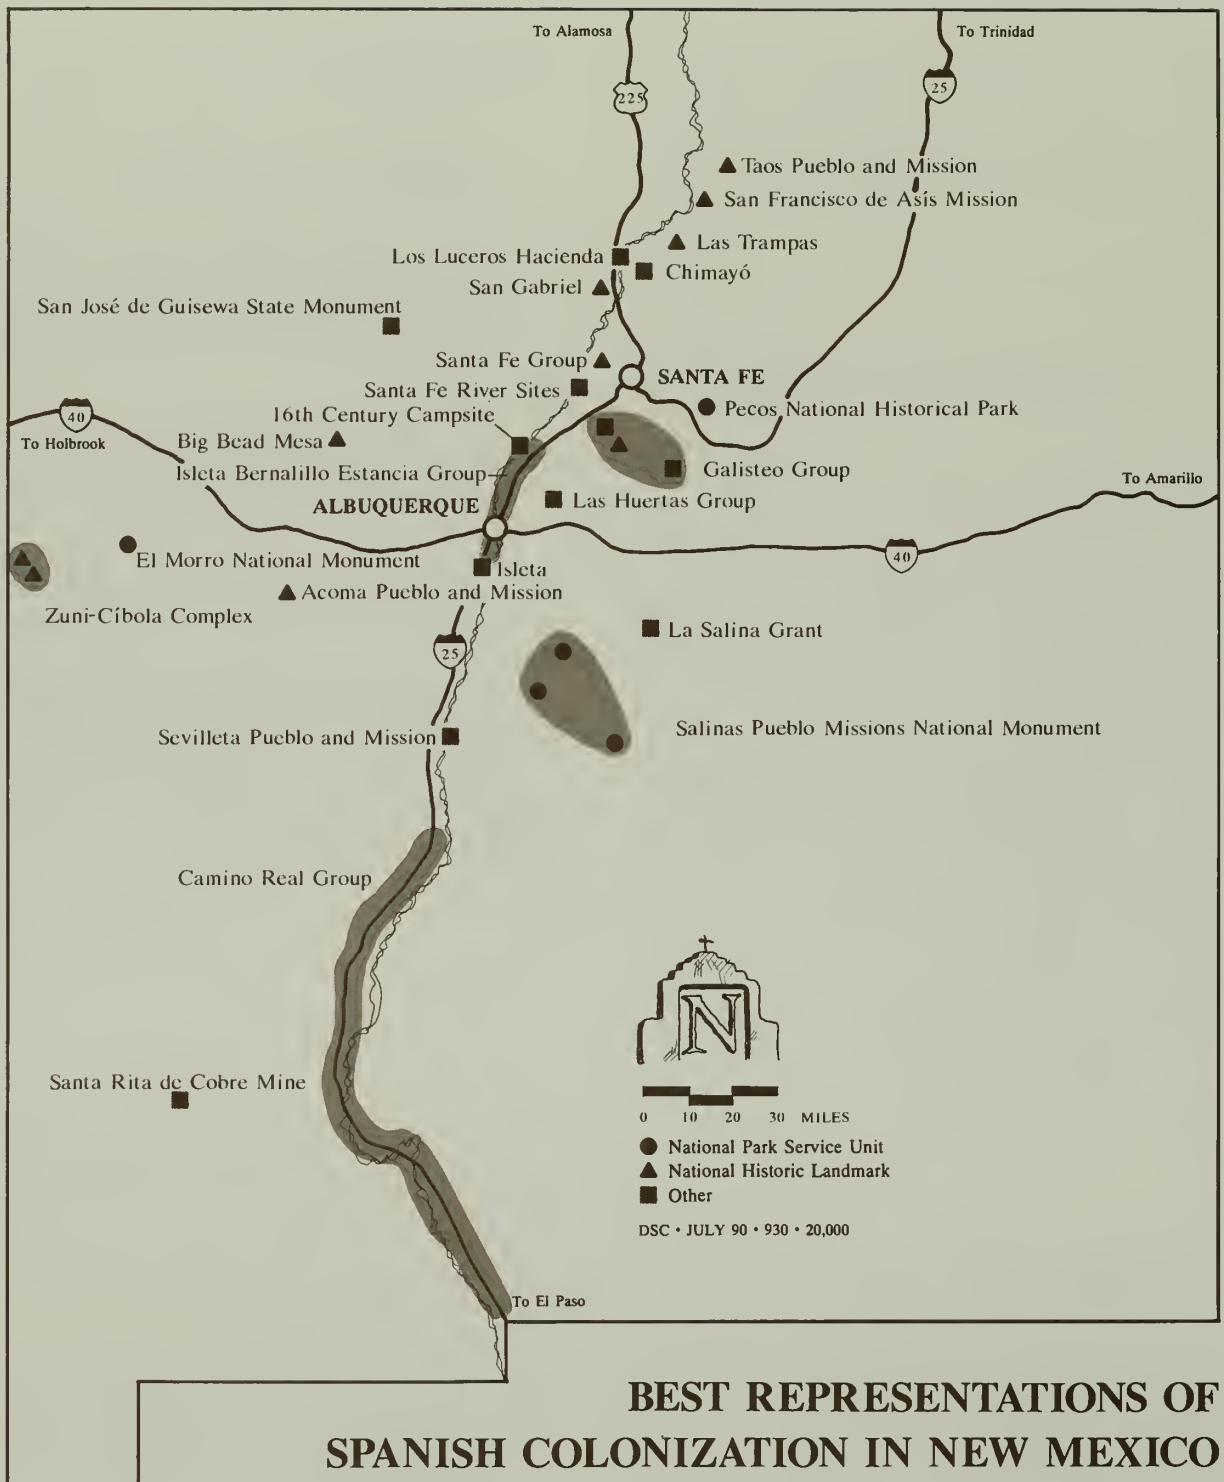 To Alamosa
To Trinidad
225
25
Taos Pueblo and Mission
San Francisco de Asís Mission
Las Trampas
Los Luceros Hacienda
Chimayó
San Gabriel
San José de Guisewa State Monument
Santa Fe Group
SANTA FE
Santa Fe River Sites
Pecos National Historical Park
16th Century Campsite
40
To Holbrook
Big Bead Mesa
Isleta Bernalillo Estancia Group
Galisteo Group
To Amarillo
ALBUQUERQUE
Las Huertas Group
40
El Morro National Monument
Isleta
Acoma Pueblo and Mission
Zuni-Cíbola Complex
La Salina Grant
25
Salinas Pueblo Missions National Monument
Sevilleta Pueblo and Mission
Camino Real Group
N
Santa Rita de Cobre Mine
0 10 20 30 MILES
National Park Service Unit
National Historic Landmark
Other
DSC • JULY 90 • 930 • 20,000
To El Paso
BEST REPRESENTATIONS OF
SPANISH COLONIZATION IN NEW MEXICO